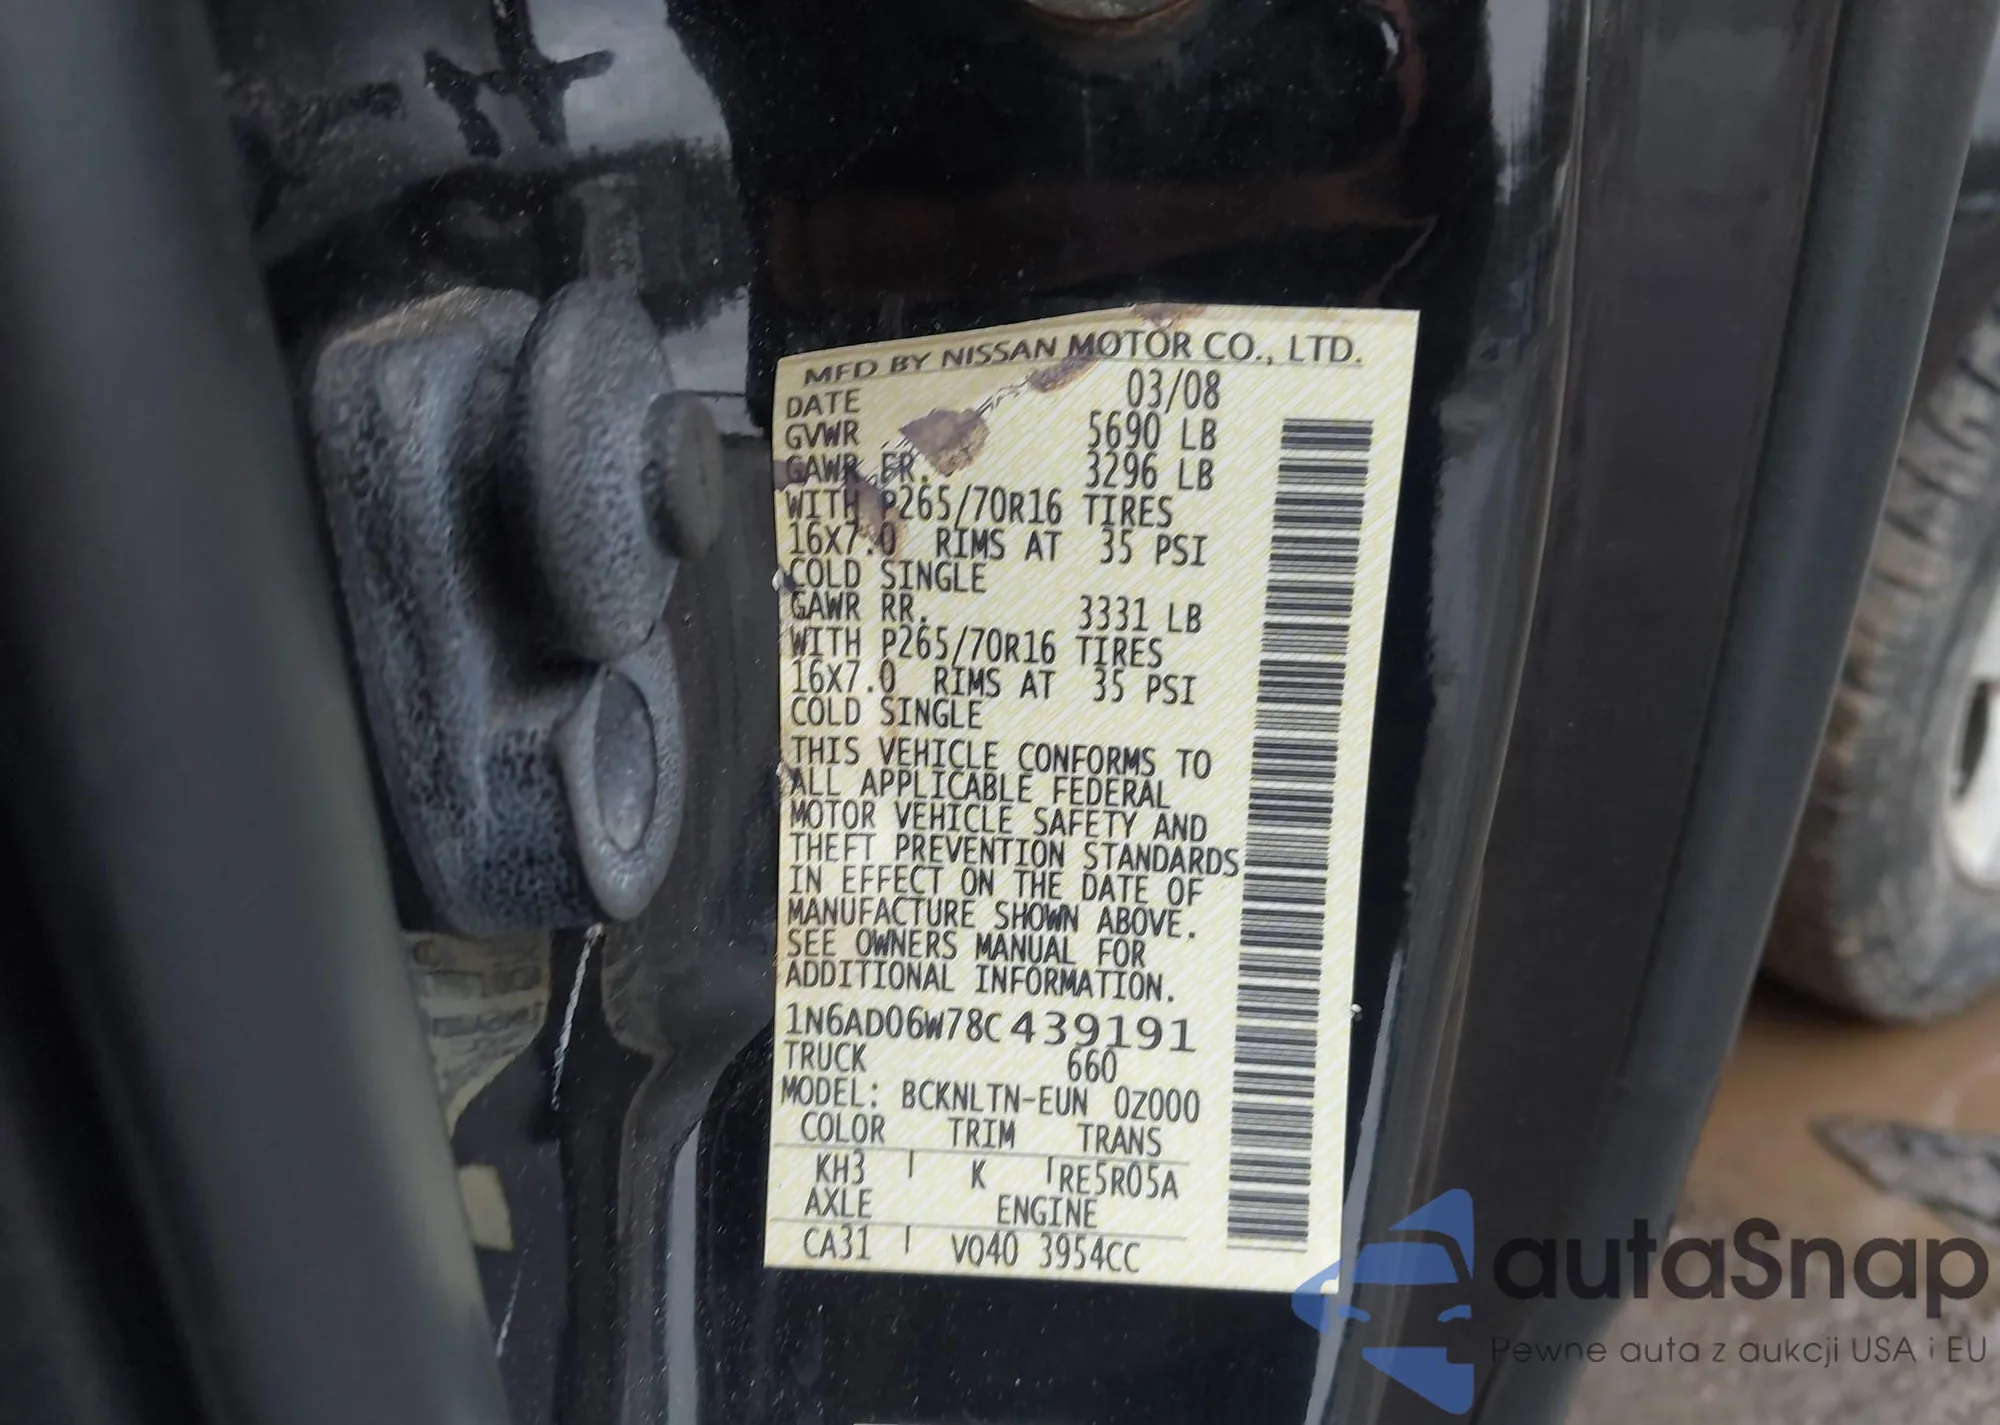 MFD BY NISSAN MOTOR CO., LTD.
DATE 03/08
GVWR 5690 LB
GAWR FR. 3296 LB
WITH P265/70R16 TIRES
16X7.0 RIMS AT 35 PSI
COLD SINGLE
GAWR RR. 3331 LB
WITH P265/70R16 TIRES
16X7.0 RIMS AT 35 PSI
COLD SINGLE
THIS VEHICLE CONFORMS TO
ALL APPLICABLE FEDERAL
MOTOR VEHICLE SAFETY AND
THEFT PREVENTION STANDARDS
IN EFFECT ON THE DATE OF
MANUFACTURE SHOWN ABOVE.
SEE OWNERS MANUAL FOR
ADDITIONAL INFORMATION.
1N6AD06W78C439191
TRUCK 660
MODEL: BCKNLTN-EUN 0Z000
COLOR TRIM TRANS
KH3 K RE5R05A
AXLE ENGINE
CA31 VQ40 3954CC
autaSnap
Pewne auta z aukcji USA i EU